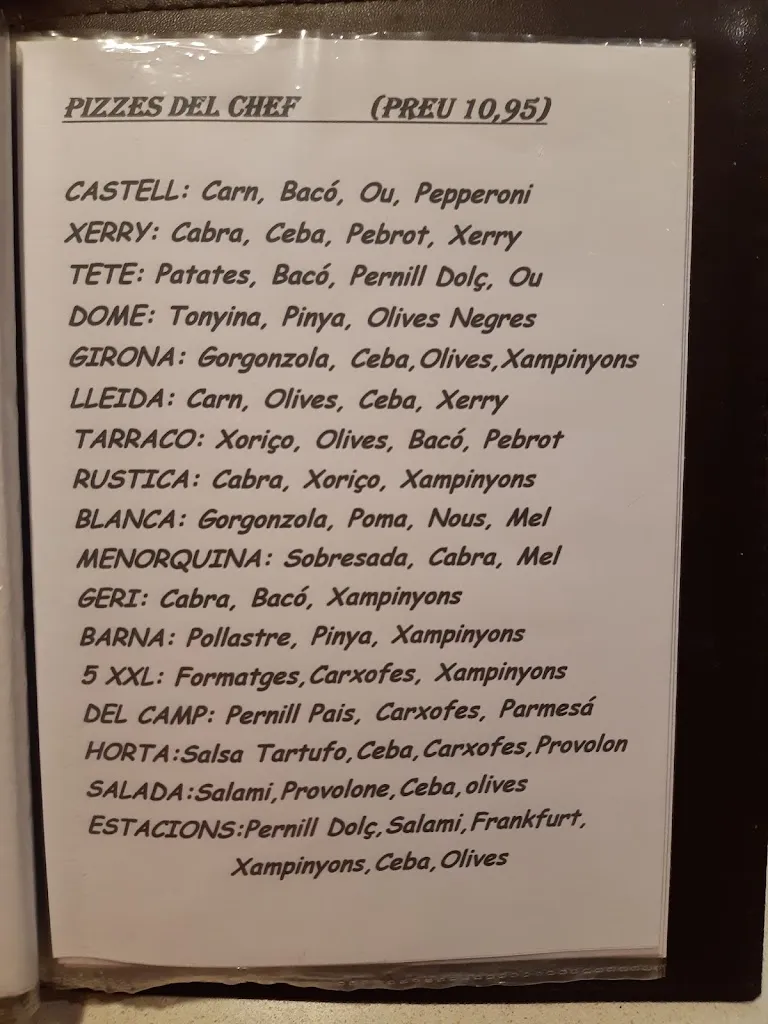 PIZZES DEL CHEF (PREU 10,95)
CASTELL: Carn, Bacó, Ou, Pepperoni
XERRY: Cabra, Ceba, Pebrot, Xerry
TETE: Patates, Bacó, Pernill Dolç, Ou
DOME: Tonyina, Pinya, Olives Negres
GIRONA: Gorgonzola, Ceba,Olives,Xampinyons
LLEIDA: Carn, Olives, Ceba, Xerry
TARRACO: Xoriço, Olives, Bacó, Pebrot
RUSTICA: Cabra, Xoriço, Xampinyons
BLANCA: Gorgonzola, Poma, Nous, Mel
MENORQUINA: Sobresada, Cabra, Mel
GERI: Cabra, Bacó, Xampinyons
BARNA: Pollastre, Pinya, Xampinyons
5 XXL: Formatges,Carxofes, Xampinyons
DEL CAMP: Pernill Pais, Carxofes, Parmesá
HORTA:Salsa Tartufo,Ceba,Carxofes,Provolon
SALADA:Salami,Provolone,Ceba,olives
ESTACIONS:Pernill Dolç,Salami,Frankfurt,
Xampinyons,Ceba,Olives